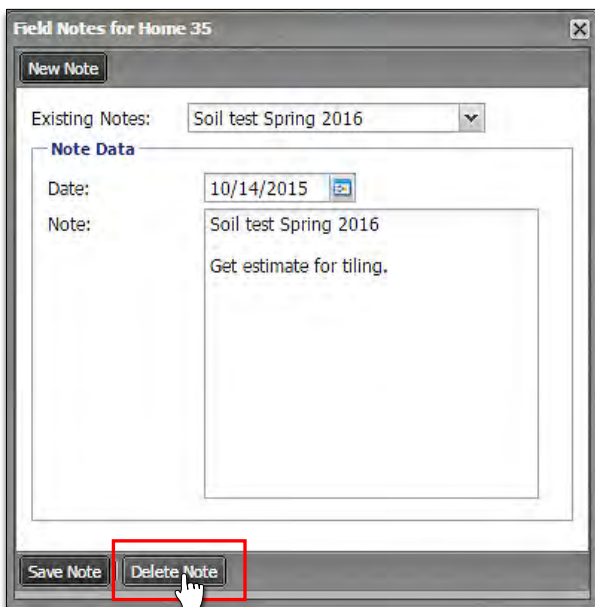 Field Notes for Home 35
New Note
Existing Notes: Soil test Spring 2016
Note Data
Date: 10/14/2015
Note: Soil test Spring 2016
Get estimate for tiling.
Save Note Delete Note